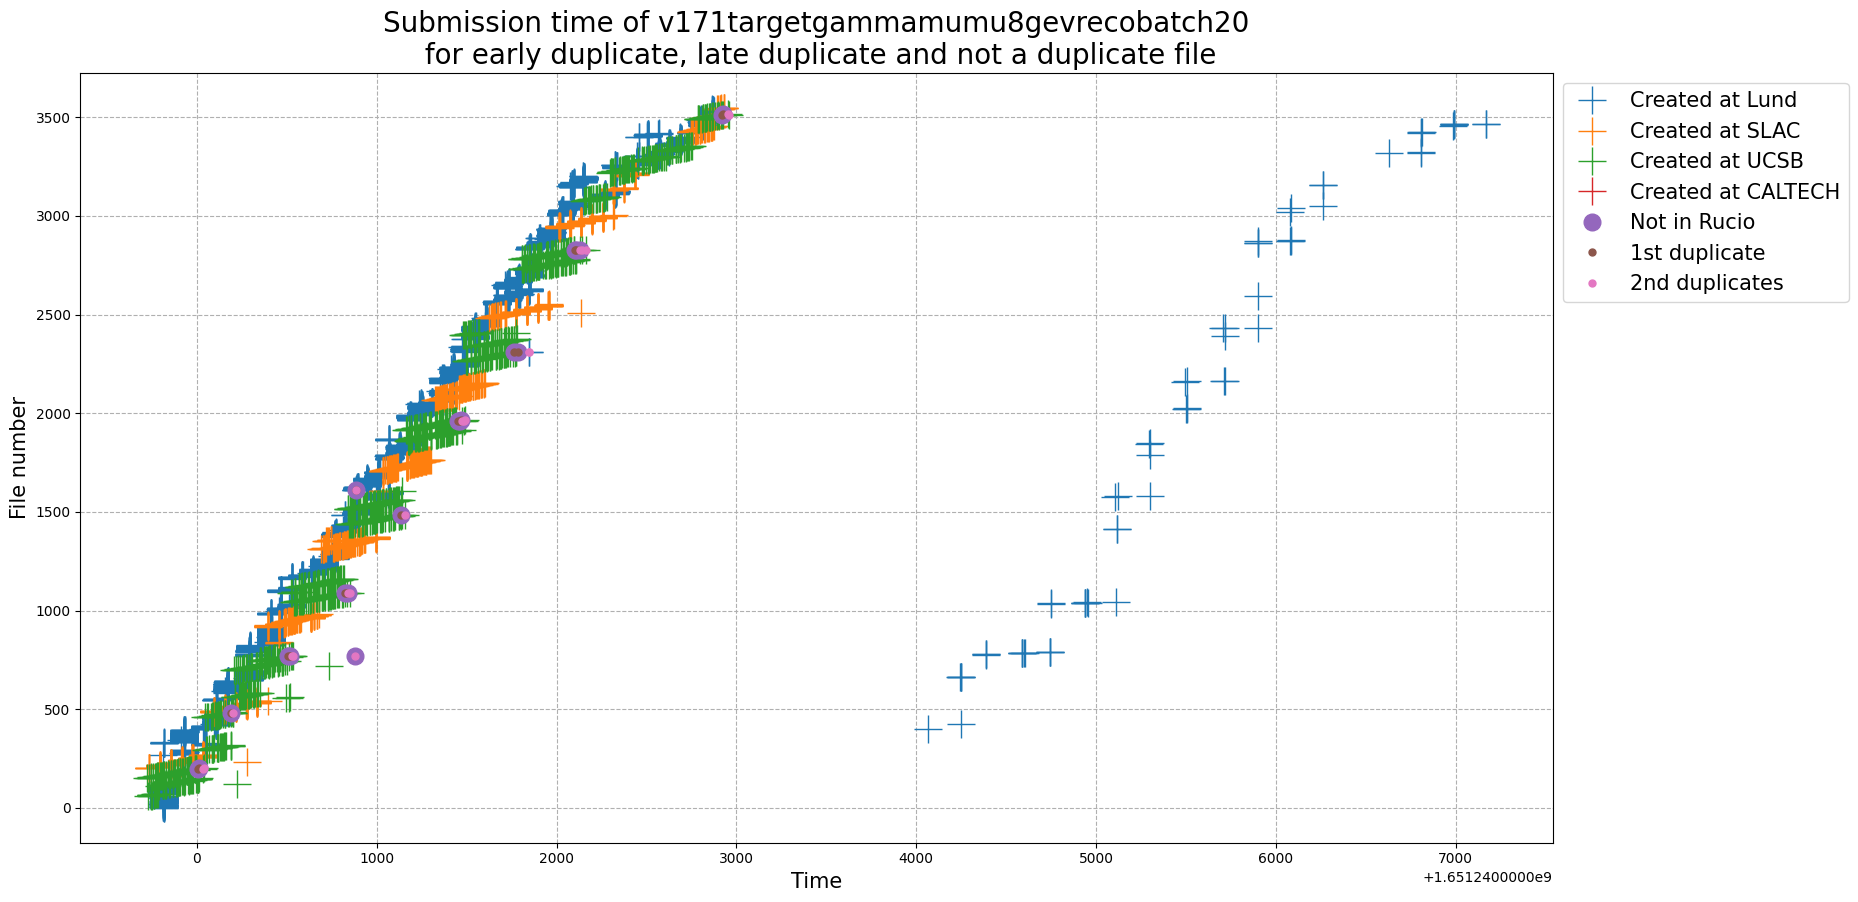 Submission time of v171targetgammamumu8gevrecobatch20
for early duplicate, late duplicate and not a duplicate file
File number
3500
3000
2500
2000
1500
1000
500
0
0
1000
2000
3000
4000
5000
6000
7000
+1.6512400000e9
Time
Created at Lund
Created at SLAC
Created at UCSB
Created at CALTECH
Not in Rucio
1st duplicate
2nd duplicates